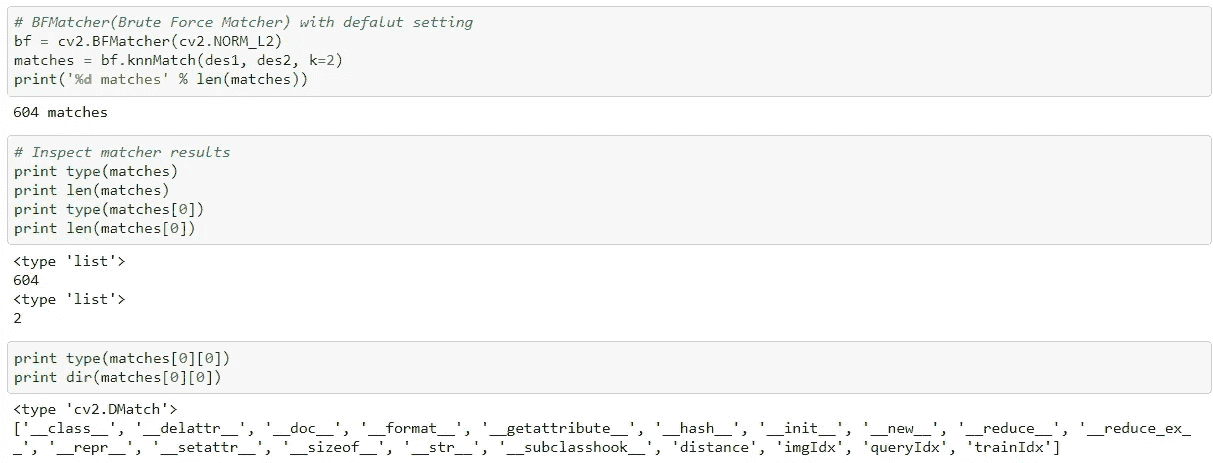 # BFMatcher(Brute Force Matcher) with defalut setting
bf = cv2.BFMatcher(cv2.NORM_L2)
matches = bf.knnMatch(des1, des2, k=2)
print('%d matches' % len(matches))
604 matches
# Inspect matcher results
print type(matches)
print len(matches)
print type(matches[0])
print len(matches[0])
<type 'list'>
604
<type 'list'>
2
print type(matches[0][0])
print dir(matches[0][0])
<type 'cv2.DMatch'>
['__class__', '__delattr__', '__doc__', '__format__', '__getattribute__', '__hash__', '__init__', '__new__', '__reduce__', '__reduce_ex_
_', '__repr__', '__setattr__', '__sizeof__', '__str__', '__subclasshook__', 'distance', 'imgIdx', 'queryIdx', 'trainIdx']